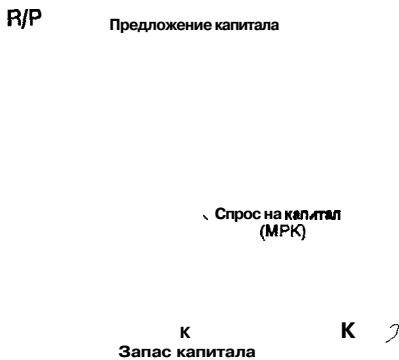 R/P
Предложение капитала
Спрос на капитал
(MPK)
К
К
Запас капитала